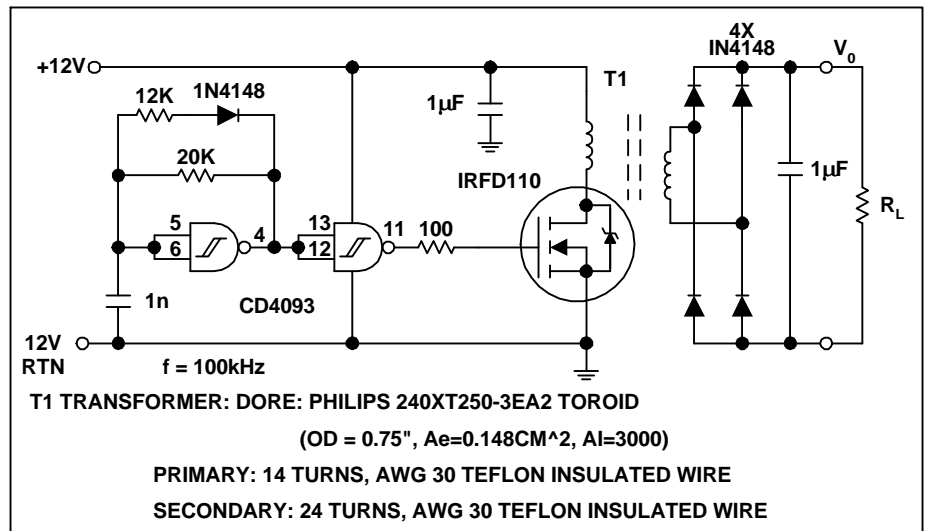 4X
IN4148
V0
+12V
T1
12K
1N4148
1μF
20K
IRFD110
1μF
RL
5
6
4
13
12
11
100
1n
CD4093
12V
RTN
f = 100kHz
T1 TRANSFORMER: DORE: PHILIPS 240XT250-3EA2 TOROID
(OD = 0.75", Ae=0.148CM^2, AI=3000)
PRIMARY: 14 TURNS, AWG 30 TEFLON INSULATED WIRE
SECONDARY: 24 TURNS, AWG 30 TEFLON INSULATED WIRE